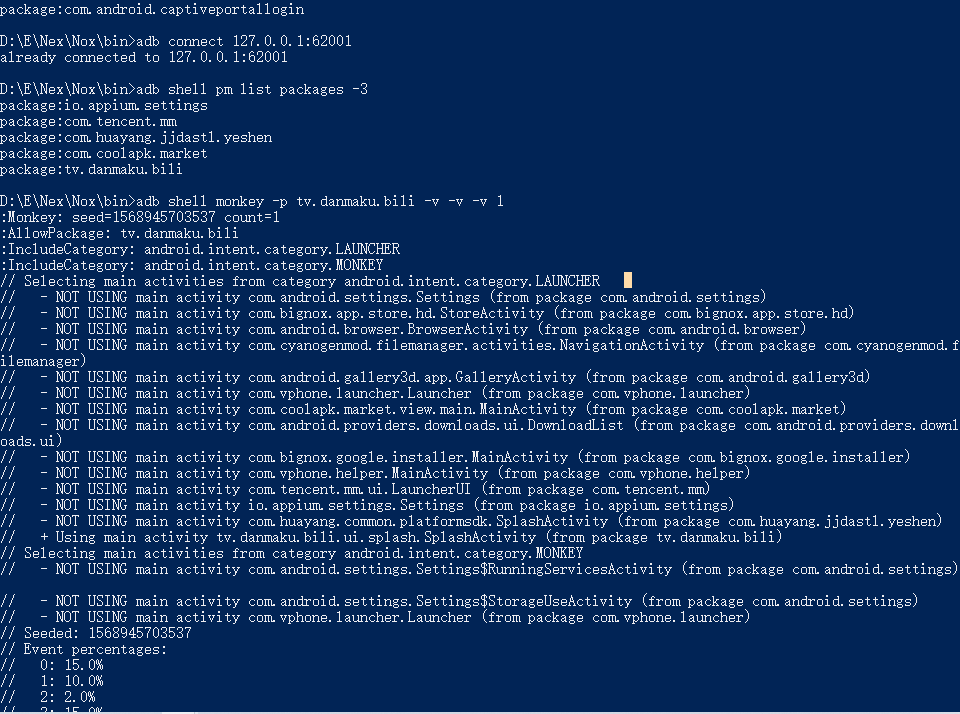 package:com.android.captiveportallogin
D:\E\Nex\Nox\bin>adb connect 127.0.0.1:62001
already connected to 127.0.0.1:62001
D:\E\Nex\Nox\bin>adb shell pm list packages -3
package:io.appium.settings
package:com.tencent.mm
package:com.huayang.jjdastl.yeshen
package:com.coolapk.market
package:tv.danmaku.bili
D:\E\Nex\Nox\bin>adb shell monkey -p tv.danmaku.bili -v -v -v 1
:Monkey: seed=1568945703537 count=1
:AllowPackage: tv.danmaku.bili
:IncludeCategory: android.intent.category.LAUNCHER
:IncludeCategory: android.intent.category.MONKEY
// Selecting main activities from category android.intent.category.LAUNCHER
//   - NOT USING main activity com.android.settings.Settings (from package com.android.settings)
//   - NOT USING main activity com.bignox.app.store.hd.StoreActivity (from package com.bignox.app.store.hd)
//   - NOT USING main activity com.android.browser.BrowserActivity (from package com.android.browser)
//   - NOT USING main activity com.cyanogenmod.filemanager.activities.NavigationActivity (from package com.cyanogenmod.f
ilemanager)
//   - NOT USING main activity com.android.gallery3d.app.GalleryActivity (from package com.android.gallery3d)
//   - NOT USING main activity com.vphone.launcher.Launcher (from package com.vphone.launcher)
//   - NOT USING main activity com.coolapk.market.view.main.MainActivity (from package com.coolapk.market)
//   - NOT USING main activity com.android.providers.downloads.ui.DownloadList (from package com.android.providers.downl
oads.ui)
//   - NOT USING main activity com.bignox.google.installer.MainActivity (from package com.bignox.google.installer)
//   - NOT USING main activity com.vphone.helper.MainActivity (from package com.vphone.helper)
//   - NOT USING main activity com.tencent.mm.ui.LauncherUI (from package com.tencent.mm)
//   - NOT USING main activity io.appium.settings.Settings (from package io.appium.settings)
//   - NOT USING main activity com.huayang.common.platformsdk.SplashActivity (from package com.huayang.jjdastl.yeshen)
//   + Using main activity tv.danmaku.bili.ui.splash.SplashActivity (from package tv.danmaku.bili)
// Selecting main activities from category android.intent.category.MONKEY
//   - NOT USING main activity com.android.settings.Settings$RunningServicesActivity (from package com.android.settings)
//   - NOT USING main activity com.android.settings.Settings$StorageUseActivity (from package com.android.settings)
//   - NOT USING main activity com.vphone.launcher.Launcher (from package com.vphone.launcher)
// Seeded: 1568945703537
// Event percentages:
//   0: 15.0%
//   1: 10.0%
//   2: 2.0%
//   3: 15.0%